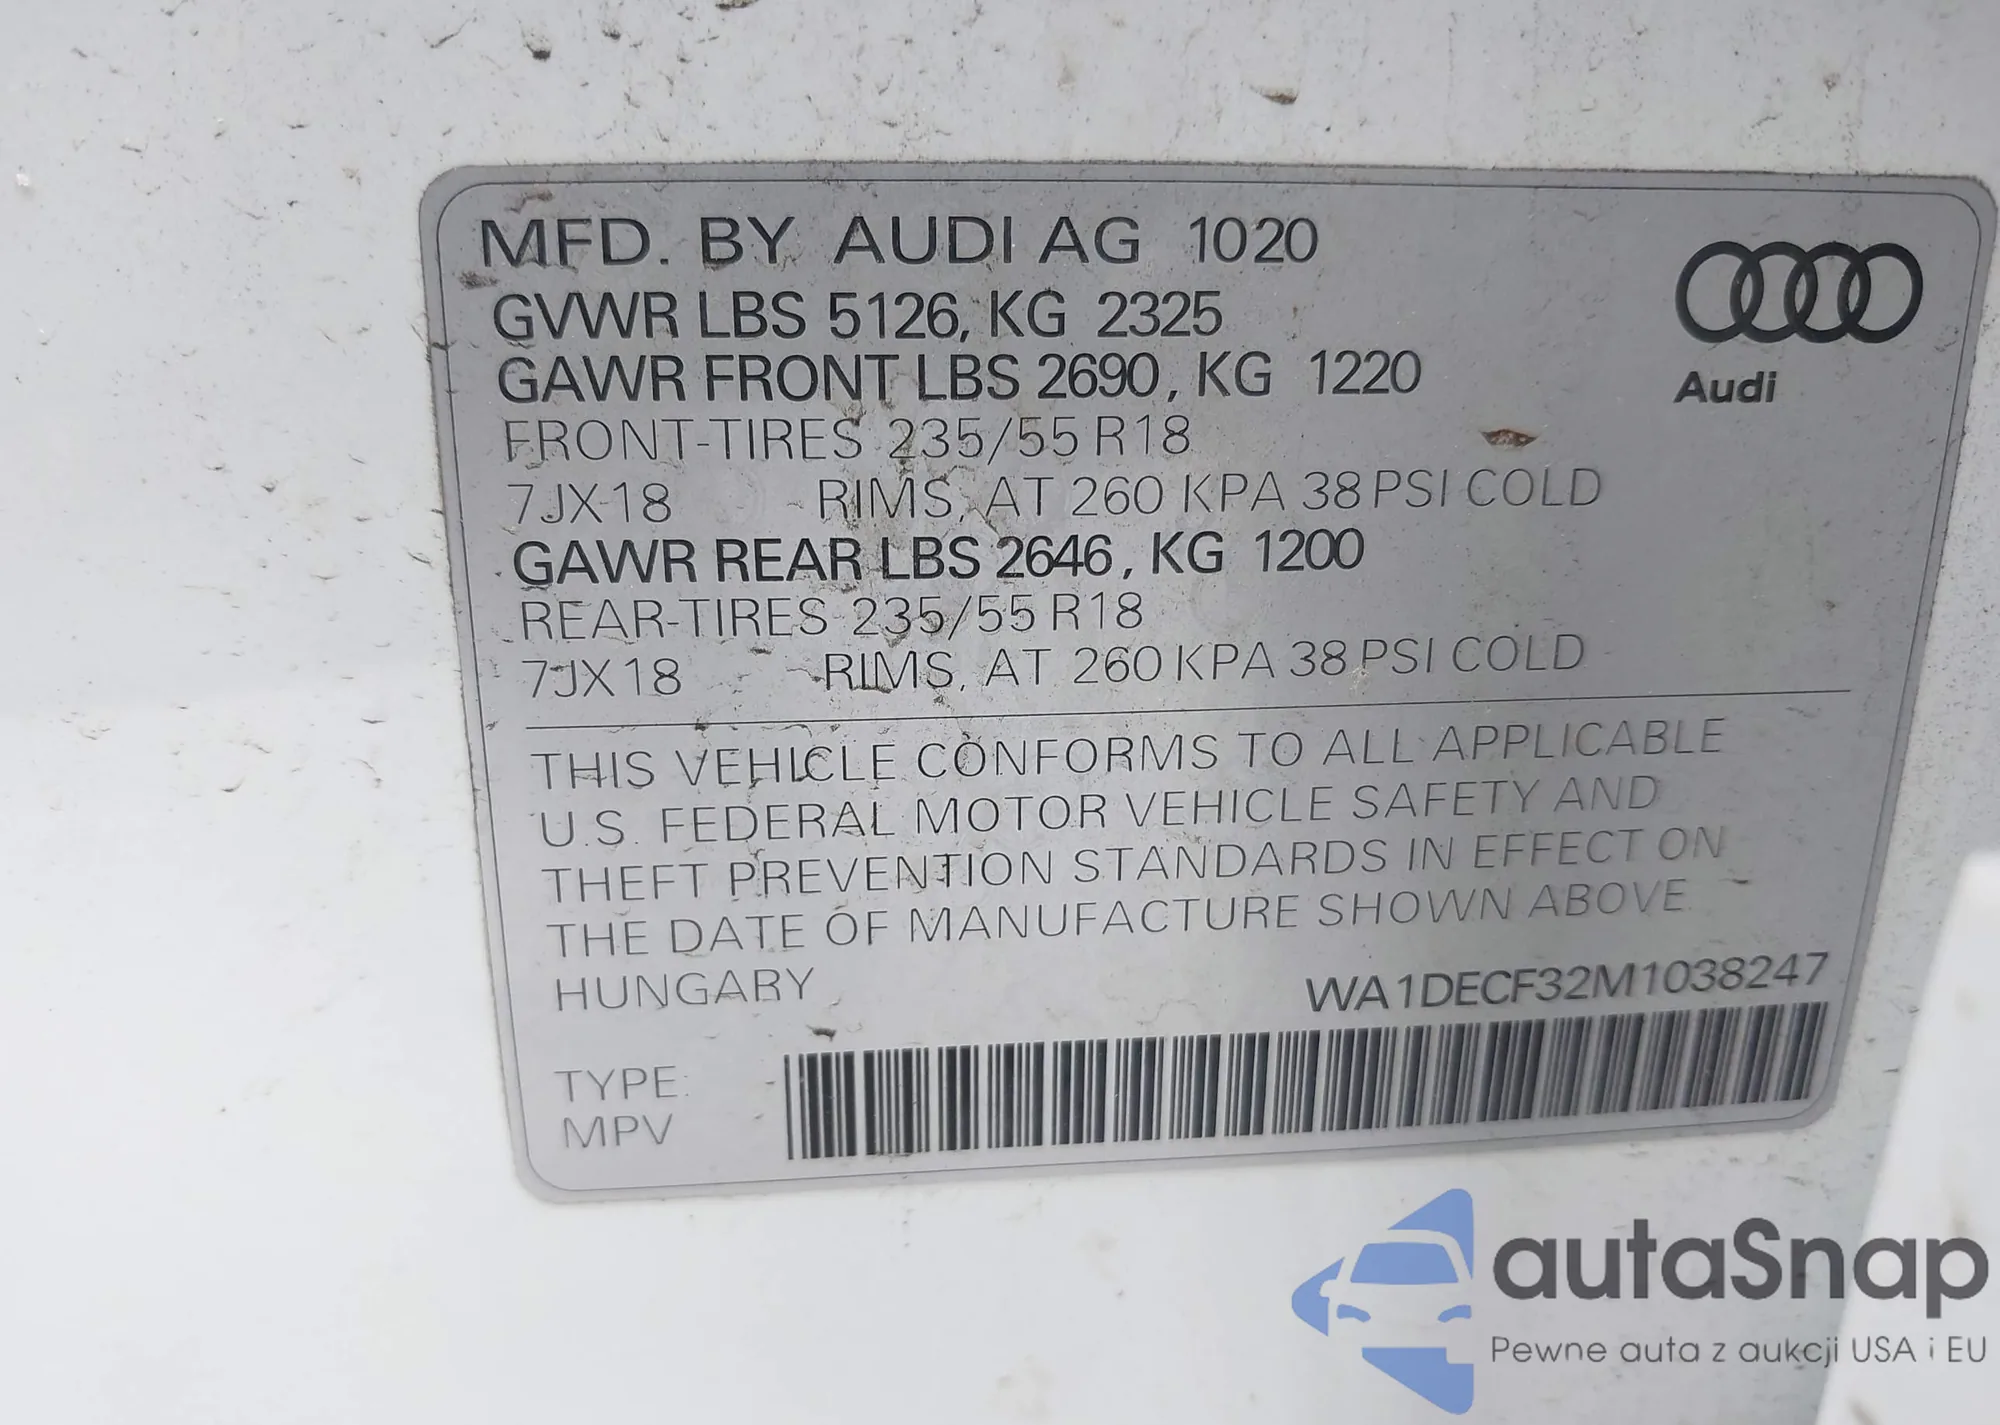 MFD. BY AUDI AG 1020
GVWR LBS 5126, KG 2325
GAWR FRONT LBS 2690, KG 1220
FRONT-TIRES 235/55 R18
7JX18 RIMS, AT 260 KPA 38 PSI COLD
GAWR REAR LBS 2646, KG 1200
REAR-TIRES 235/55 R18
7JX18 RIMS, AT 260 KPA 38 PSI COLD
Audi
THIS VEHICLE CONFORMS TO ALL APPLICABLE
U.S. FEDERAL MOTOR VEHICLE SAFETY AND
THEFT PREVENTION STANDARDS IN EFFECT ON
THE DATE OF MANUFACTURE SHOWN ABOVE
HUNGARY WA1DECF32M1038247
TYPE:
MPV
autaSnap
Pewne auta z aukcji USA i EU